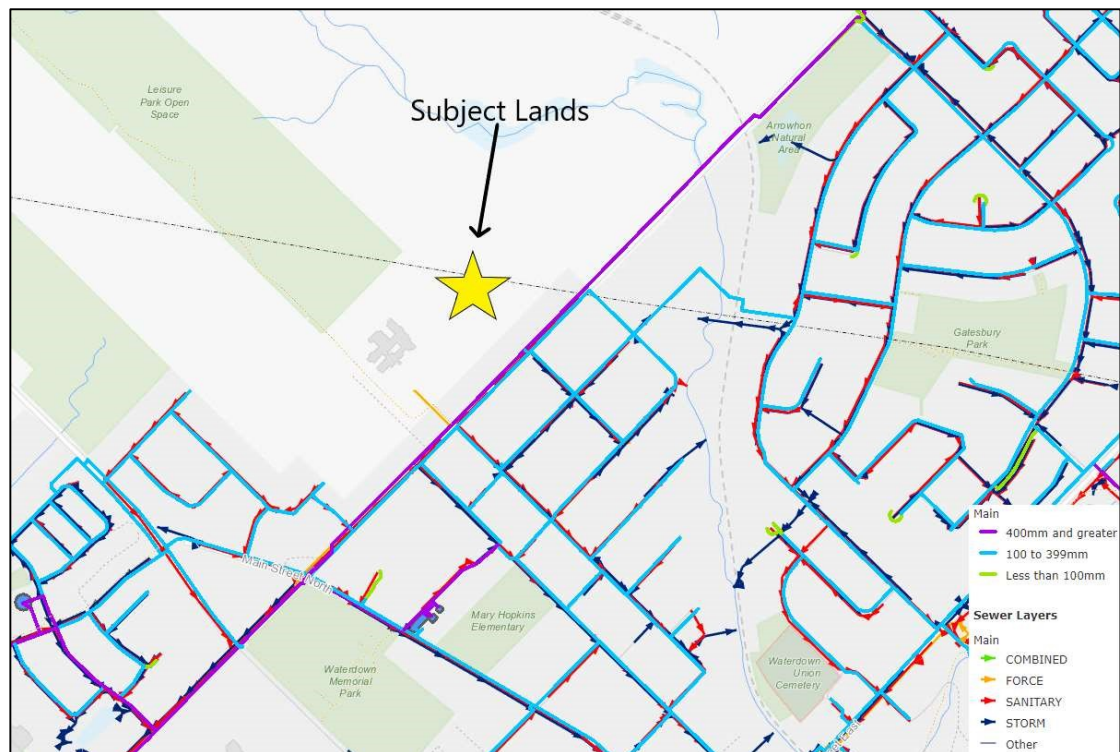 Leisure
Park Open
Space
Subject Lands
Arrowhon
Natural
Area
Gatesbury
Park
Main Street North
Mary Hopkins
Elementary
Waterdown
Memorial
Park
Waterdown
Union
Cemetery
Main
400mm and greater
100 to 399mm
Less than 100mm
Sewer Layers
Main
COMBINED
FORCE
SANITARY
STORM
Other